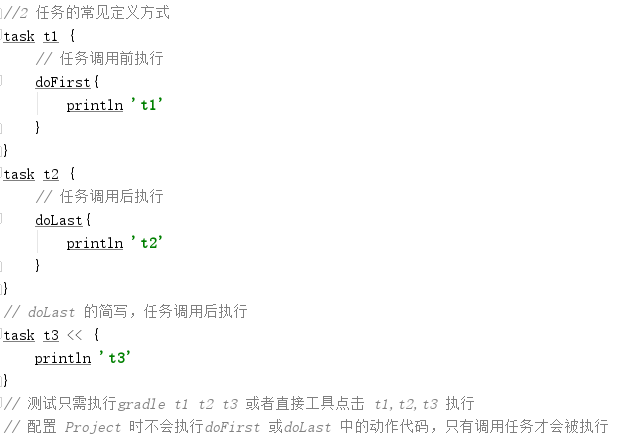 //2 任务的常见定义方式
task t1 {
    // 任务调用前执行
    doFirst{
        println 't1'
    }
}
task t2 {
    // 任务调用后执行
    doLast{
        println 't2'
    }
}
// doLast 的简写，任务调用后执行
task t3 << {
    println 't3'
}
// 测试只需执行gradle t1 t2 t3 或者直接工具点击 t1,t2,t3 执行
// 配置 Project 时不会执行doFirst 或doLast 中的动作代码，只有调用任务才会被执行